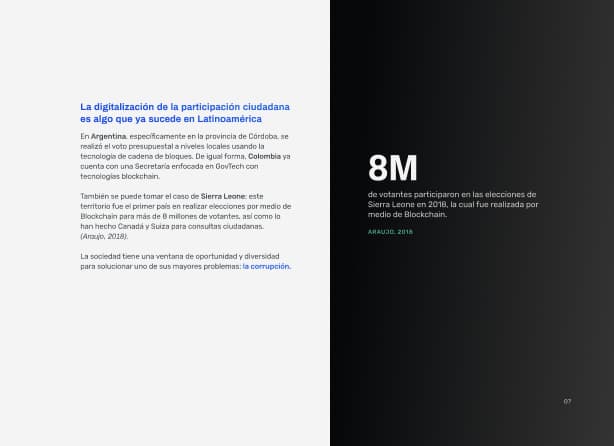 La digitalización de la participación ciudadana
es algo que ya sucede en Latinoamérica
En Argentina, específicamente en la provincia de Córdoba, se
realizó el voto presupuestal a niveles locales usando la
tecnología de cadena de bloques. De igual forma, Colombia ya
cuenta con una Secretaría enfocada en GovTech con
tecnologías blockchain.
También se puede tomar el caso de Sierra Leone; este
territorio fue el primer país en realizar elecciones por medio de
Blockchain para más de 8 millones de votantes, así como lo
han hecho Canadá y Suiza para consultas ciudadanas.
(Araujo, 2018).
La sociedad tiene una ventana de oportunidad y diversidad
para solucionar uno de sus mayores problemas: la corrupción.
8M
de votantes participaron en las elecciones de
Sierra Leone en 2018, la cual fue realizada por
medio de Blockchain.
ARAUJO, 2018
07